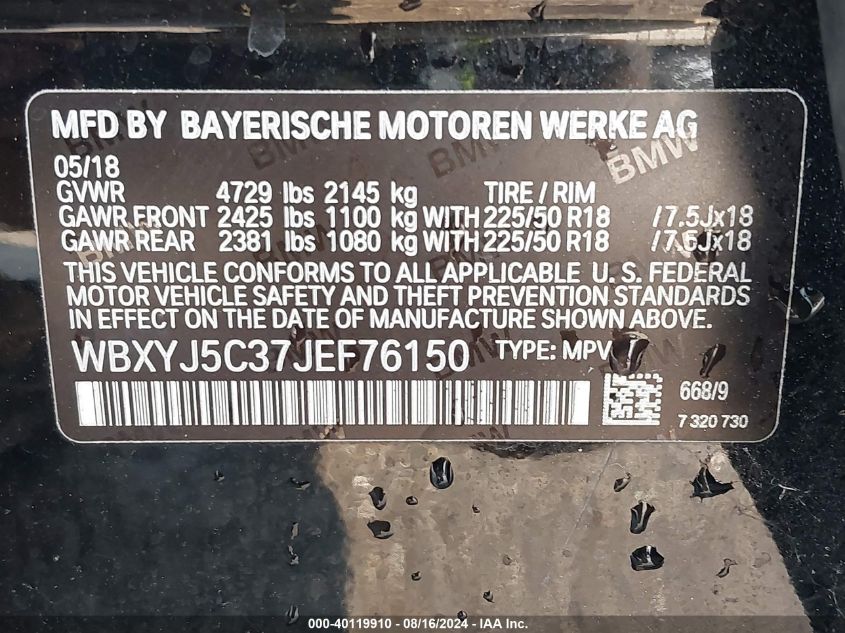 MFD BY BAYERISCHE MOTOREN WERKE AG
BMW
05/18
GVWR 4729 lbs 2145 kg TIRE / RIM
GAWR FRONT 2425 lbs 1100 kg WITH 225/50 R18 /7.5Jx18
GAWR REAR 2381 lbs 1080 kg WITH 225/50 R18 /7.5Jx18
THIS VEHICLE CONFORMS TO ALL APPLICABLE U. S. FEDERAL
MOTOR VEHICLE SAFETY AND THEFT PREVENTION STANDARDS
IN EFFECT ON THE DATE OF MANUFACTURE SHOWN ABOVE.
WBXYJ5C37JEF76150 TYPE: MPV
668/9
7 320 730
000-40119910 - 08/16/2024 - IAA Inc.